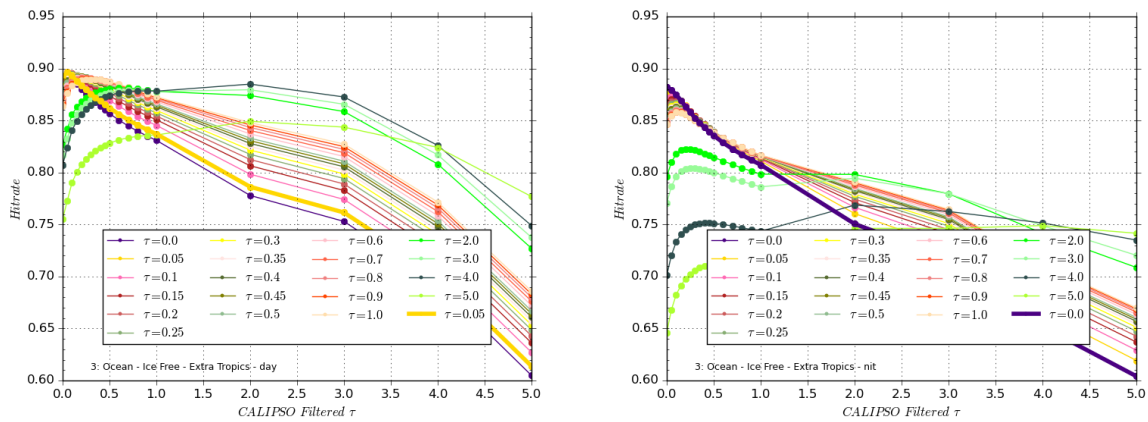 0.95
0.90
0.85
0.80
0.75
0.70
0.65
0.60
Hitrate
τ=0.0 τ=0.3 τ=0.6 τ=2.0
τ=0.05 τ=0.35 τ=0.7 τ=3.0
τ=0.1 τ=0.4 τ=0.8 τ=4.0
τ=0.15 τ=0.45 τ=0.9 τ=5.0
τ=0.2 τ=0.5 τ=1.0 τ=0.05
τ=0.25
3: Ocean - Ice Free - Extra Tropics - day
0.0 0.5 1.0 1.5 2.0 2.5 3.0 3.5 4.0 4.5 5.0
CALIPSO Filtered τ
0.95
0.90
0.85
0.80
0.75
0.70
0.65
0.60
Hitrate
τ=0.0 τ=0.3 τ=0.6 τ=2.0
τ=0.05 τ=0.35 τ=0.7 τ=3.0
τ=0.1 τ=0.4 τ=0.8 τ=4.0
τ=0.15 τ=0.45 τ=0.9 τ=5.0
τ=0.2 τ=0.5 τ=1.0 τ=0.0
τ=0.25
3: Ocean - Ice Free - Extra Tropics - nit
0.0 0.5 1.0 1.5 2.0 2.5 3.0 3.5 4.0 4.5 5.0
CALIPSO Filtered τ